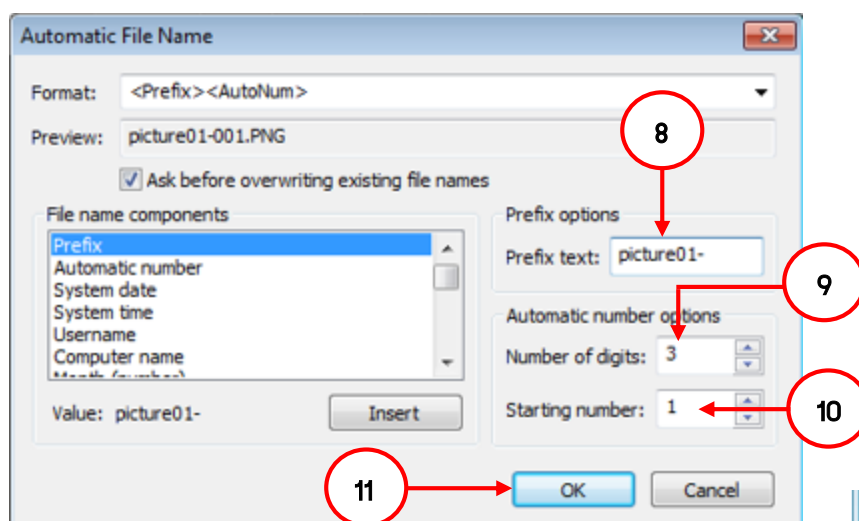 Automatic File Name
Format: <Prefix><AutoNum>
Preview: picture01-001.PNG
8
Ask before overwriting existing file names
File name components
Prefix
Automatic number
System date
System time
Username
Computer name
Month (number)
Value: picture01-
Insert
Prefix options
Prefix text: picture01-
9
Automatic number options
Number of digits: 3
Starting number: 1
10
11
OK
Cancel